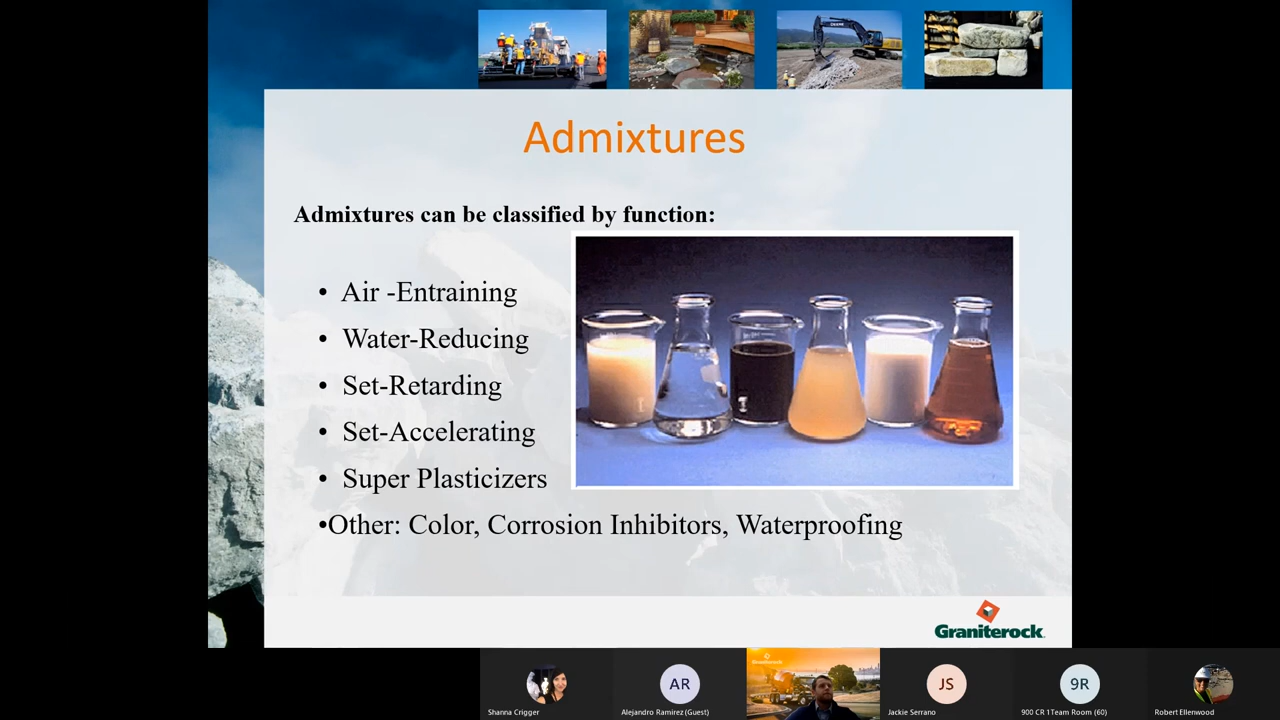 Admixtures
Admixtures can be classified by function:
• Air -Entraining
• Water-Reducing
• Set-Retarding
• Set-Accelerating
• Super Plasticizers
•Other: Color, Corrosion Inhibitors, Waterproofing
Graniterock
AR
JS
9R
Shanna Crigger
Alejandro Ramirez (Guest)
Jackie Serrano
900 CR 1Team Room (60)
Robert Ellenwood